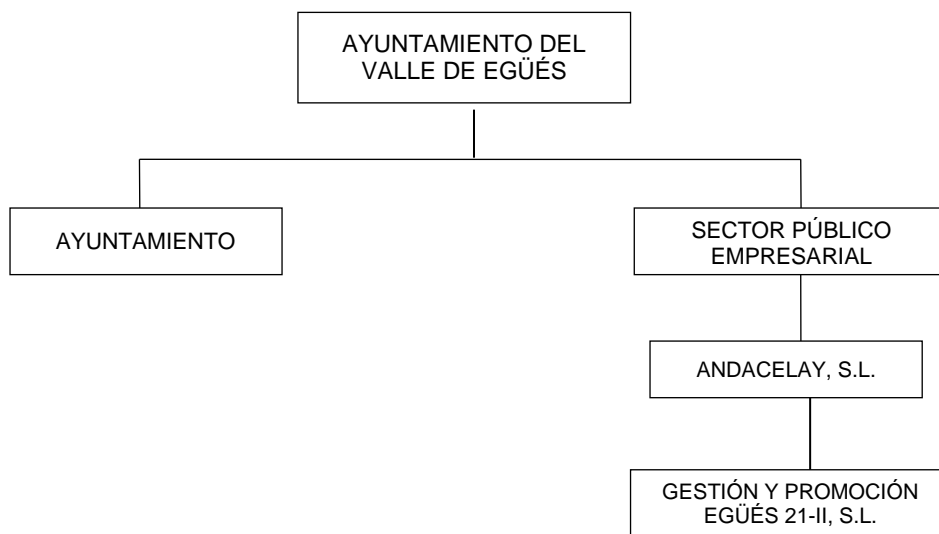 AYUNTAMIENTO DEL
VALLE DE EGÜÉS
AYUNTAMIENTO
SECTOR PÚBLICO
EMPRESARIAL
ANDACELAY, S.L.
GESTIÓN Y PROMOCIÓN
EGÜÉS 21-II, S.L.